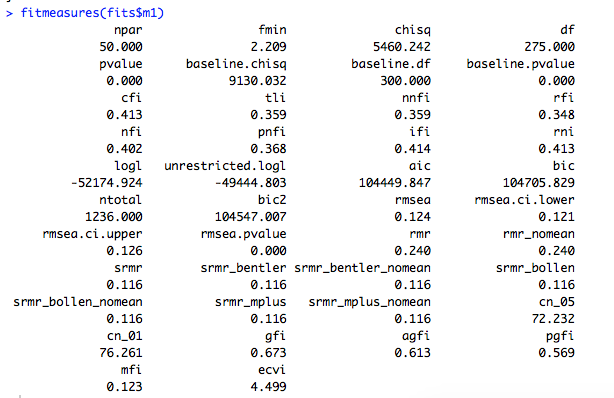 > fitmeasures(fits$m1)
npar fmin chisq df
50.000 2.209 5460.242 275.000
pvalue baseline.chisq baseline.df baseline.pvalue
0.000 9130.032 300.000 0.000
cfi tli nnfi rfi
0.413 0.359 0.359 0.348
nfi pnfi ifi rni
0.402 0.368 0.414 0.413
logl unrestricted.logl aic bic
-52174.924 -49444.803 104449.847 104705.829
ntotal bic2 rmsea rmsea.ci.lower
1236.000 104547.007 0.124 0.121
rmsea.ci.upper rmsea.pvalue rmr rmr_nomean
0.126 0.000 0.240 0.240
srmr srmr_bentler srmr_bentler_nomean srmr_bollen
0.116 0.116 0.116 0.116
srmr_bollen_nomean srmr_mplus srmr_mplus_nomean cn_05
0.116 0.116 0.116 72.232
cn_01 gfi agfi pgfi
76.261 0.673 0.613 0.569
mfi ecvi
0.123 4.499